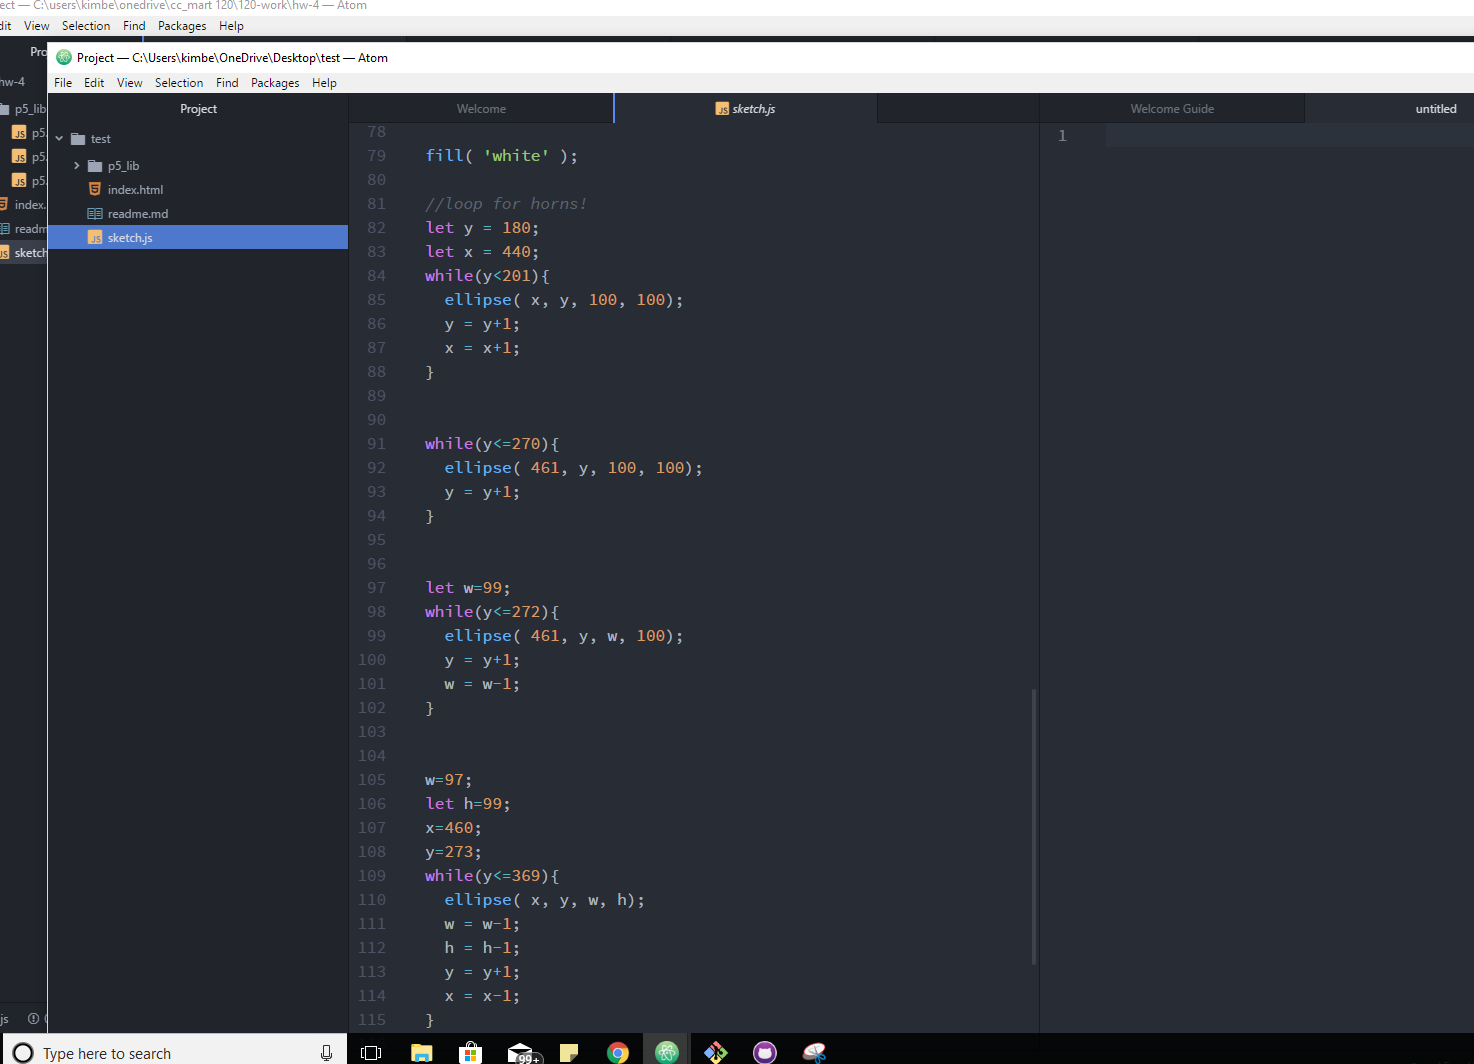 ect — C:\users\kimbe\onedrive\cc_mart 120\120-work\hw-4 — Atom
dit View Selection Find Packages Help
Pro
Project — C:\Users\kimbe\OneDrive\Desktop\test — Atom
File Edit View Selection Find Packages Help
hw-4
p5_lib
p5.
p5.
p5.
index.
readm
sketch
js
Project
test
p5_lib
index.html
readme.md
sketch.js
Welcome
sketch.js
Welcome Guide
untitled
1
78
79 fill( 'white' );
80
81 //loop for horns!
82 let y = 180;
83 let x = 440;
84 while(y<201){
85 ellipse( x, y, 100, 100);
86 y = y+1;
87 x = x+1;
88 }
89
90
91 while(y<=270){
92 ellipse( 461, y, 100, 100);
93 y = y+1;
94 }
95
96
97 let w=99;
98 while(y<=272){
99 ellipse( 461, y, w, 100);
100 y = y+1;
101 w = w-1;
102 }
103
104
105 w=97;
106 let h=99;
107 x=460;
108 y=273;
109 while(y<=369){
110 ellipse( x, y, w, h);
111 w = w-1;
112 h = h-1;
113 y = y+1;
114 x = x-1;
115 }
Type here to search
99+